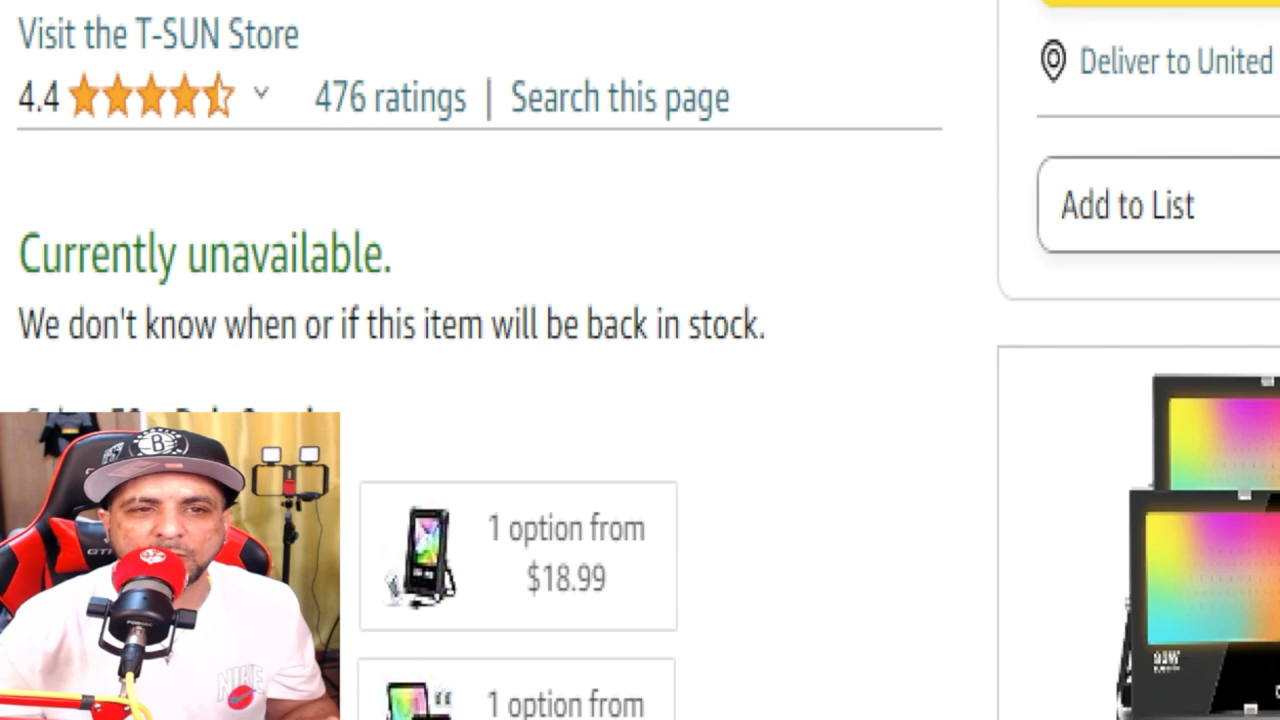 Visit the T-SUN Store
4.4
476 ratings | Search this page
Currently unavailable.
We don't know when or if this item will be back in stock.
1 option from
$18.99
1 option from
Deliver to United
Add to List
B
NIKE